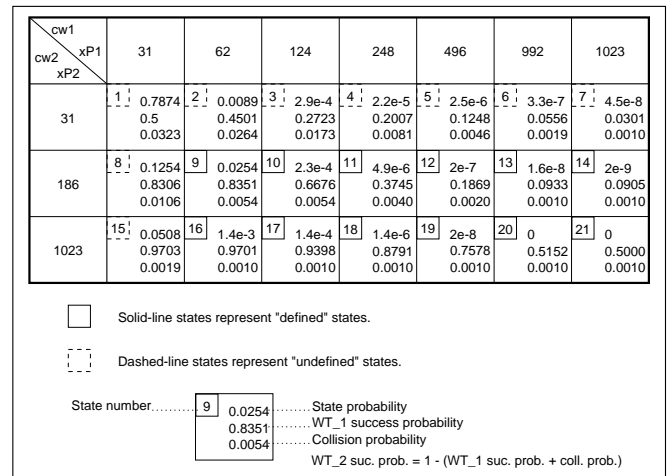 cw1
xP1 31 62 124 248 496 992 1023
cw2
xP2
1 0.7874 2 0.0089 3 2.9e-4 4 2.2e-5 5 2.5e-6 6 3.3e-7 7 4.5e-8
31 0.5 0.4501 0.2723 0.2007 0.1248 0.0556 0.0301
0.0323 0.0264 0.0173 0.0081 0.0046 0.0019 0.0010
8 0.1254 9 0.0254 10 2.3e-4 11 4.9e-6 12 2e-7 13 1.6e-8 14 2e-9
186 0.8306 0.8351 0.6676 0.3745 0.1869 0.0933 0.0905
0.0106 0.0054 0.0054 0.0040 0.0020 0.0010 0.0010
15 0.0508 16 1.4e-3 17 1.4e-4 18 1.4e-6 19 2e-8 20 0 21 0
1023 0.9703 0.9701 0.9398 0.8791 0.7578 0.5152 0.5000
0.0019 0.0010 0.0010 0.0010 0.0010 0.0010 0.0010
Solid-line states represent "defined" states.
Dashed-line states represent "undefined" states.
State number 9 0.0254 State probability
0.8351 WT_1 success probability
0.0054 Collision probability
WT_2 suc. prob. = 1 - (WT_1 suc. prob. + coll. prob.)